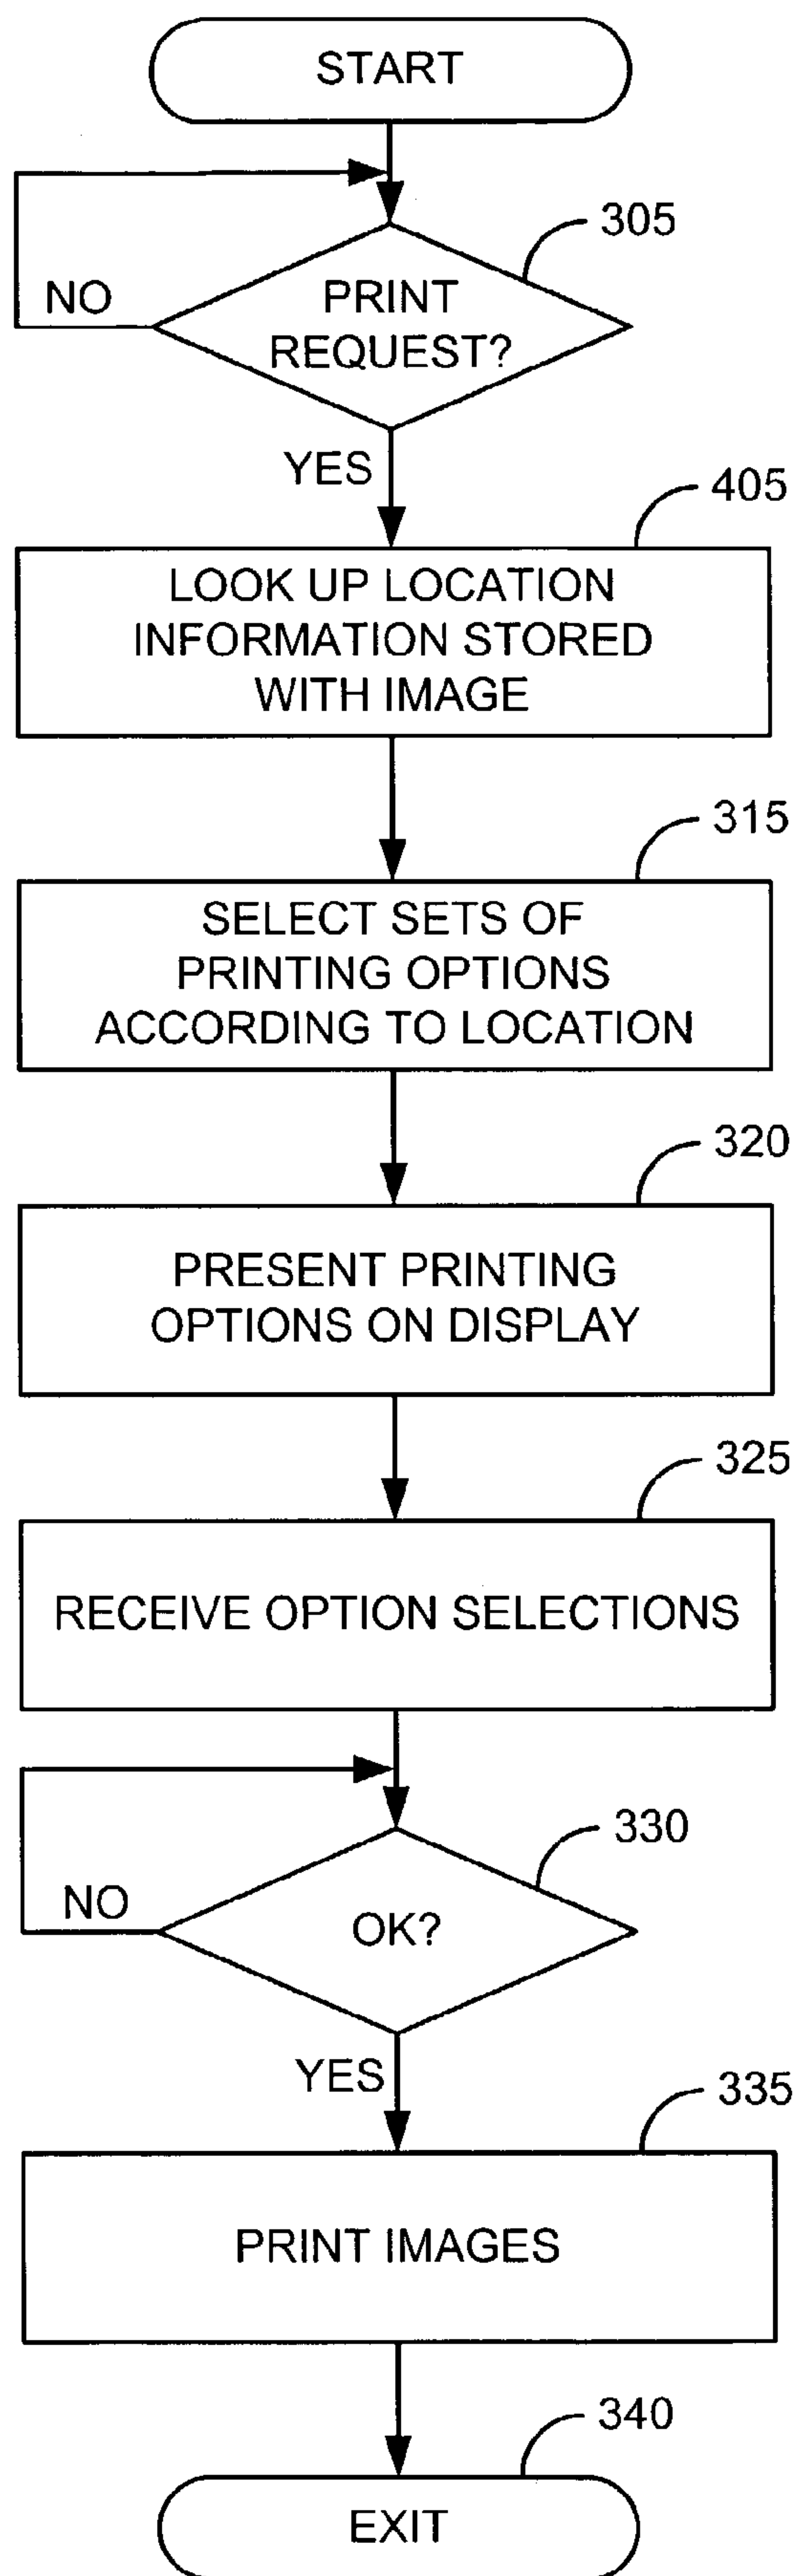 START
305
PRINT
REQUEST?
NO
YES
405
LOOK UP LOCATION
INFORMATION STORED
WITH IMAGE
315
SELECT SETS OF
PRINTING OPTIONS
ACCORDING TO LOCATION
320
PRESENT PRINTING
OPTIONS ON DISPLAY
325
RECEIVE OPTION SELECTIONS
330
OK?
NO
YES
335
PRINT IMAGES
340
EXIT